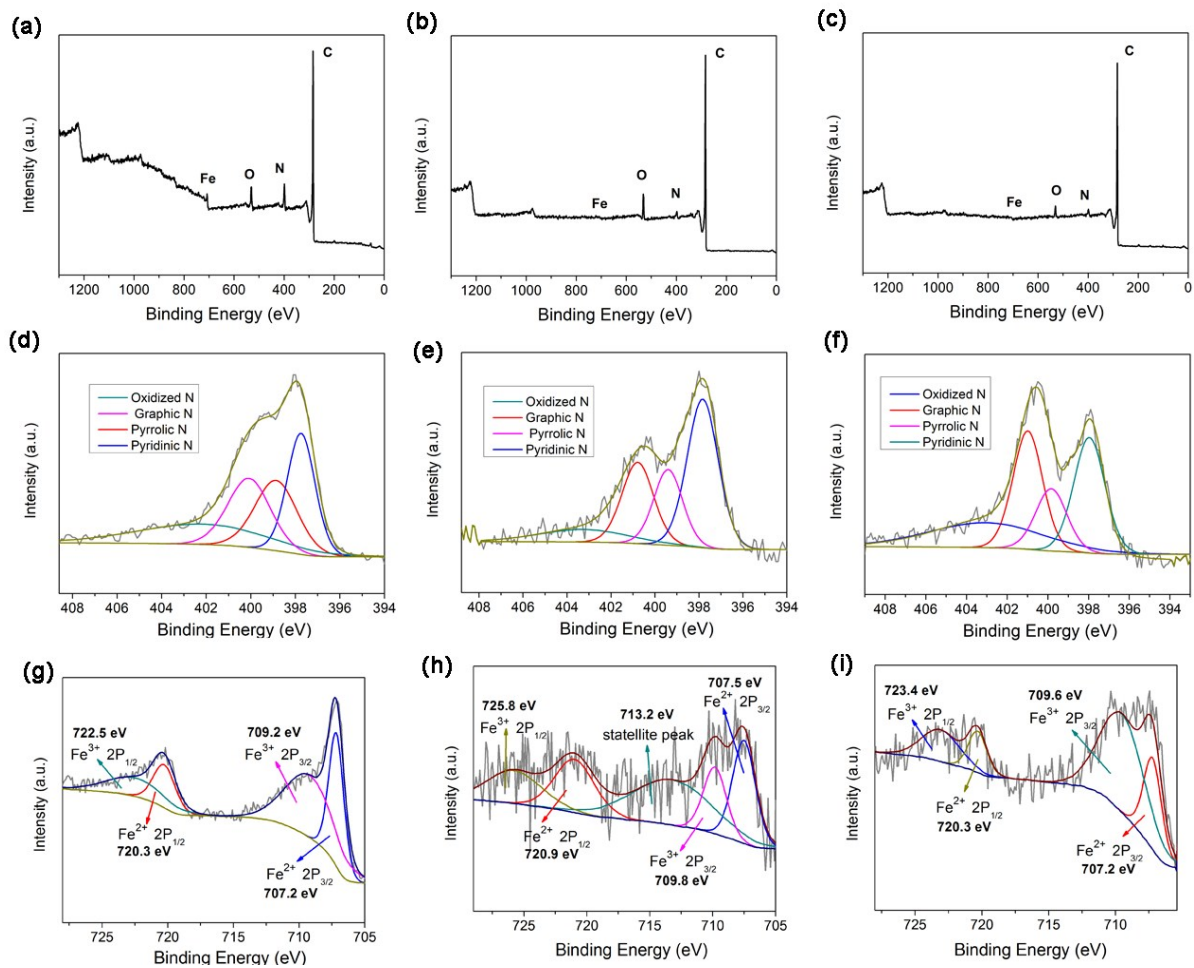 (a)
C
Fe
O
N
Intensity (a.u.)
1200 1000 800 600 400 200 0
Binding Energy (eV)
(b)
C
Fe
O
N
Intensity (a.u.)
1200 1000 800 600 400 200 0
Binding Energy (eV)
(c)
C
Fe
O
N
Intensity (a.u.)
1200 1000 800 600 400 200 0
Binding Energy (eV)
(d)
Oxidized N
Graphic N
Pyrrolic N
Pyridinic N
Intensity (a.u.)
408 406 404 402 400 398 396 394
Binding Energy (eV)
(e)
Oxidized N
Graphic N
Pyrrolic N
Pyridinic N
Intensity (a.u.)
408 406 404 402 400 398 396 394
Binding Energy (eV)
(f)
Oxidized N
Graphic N
Pyrrolic N
Pyridinic N
Intensity (a.u.)
408 406 404 402 400 398 396 394
Binding Energy (eV)
(g)
722.5 eV
Fe3+ 2P1/2
709.2 eV
Fe3+ 2P3/2
Fe2+ 2P1/2
720.3 eV
Fe2+ 2P3/2
707.2 eV
Intensity (a.u.)
725 720 715 710 705
Binding Energy (eV)
(h)
725.8 eV
Fe3+ 2P1/2
713.2 eV
statellite peak
707.5 eV
Fe2+ 2P3/2
Fe2+ 2P1/2
720.9 eV
Fe3+ 2P3/2
709.8 eV
Intensity (a.u.)
725 720 715 710 705
Binding Energy (eV)
(i)
723.4 eV
Fe3+ 2P1/2
709.6 eV
Fe3+ 2P3/2
Fe2+ 2P1/2
720.3 eV
Fe2+ 2P3/2
707.2 eV
Intensity (a.u.)
725 720 715 710
Binding Energy (eV)